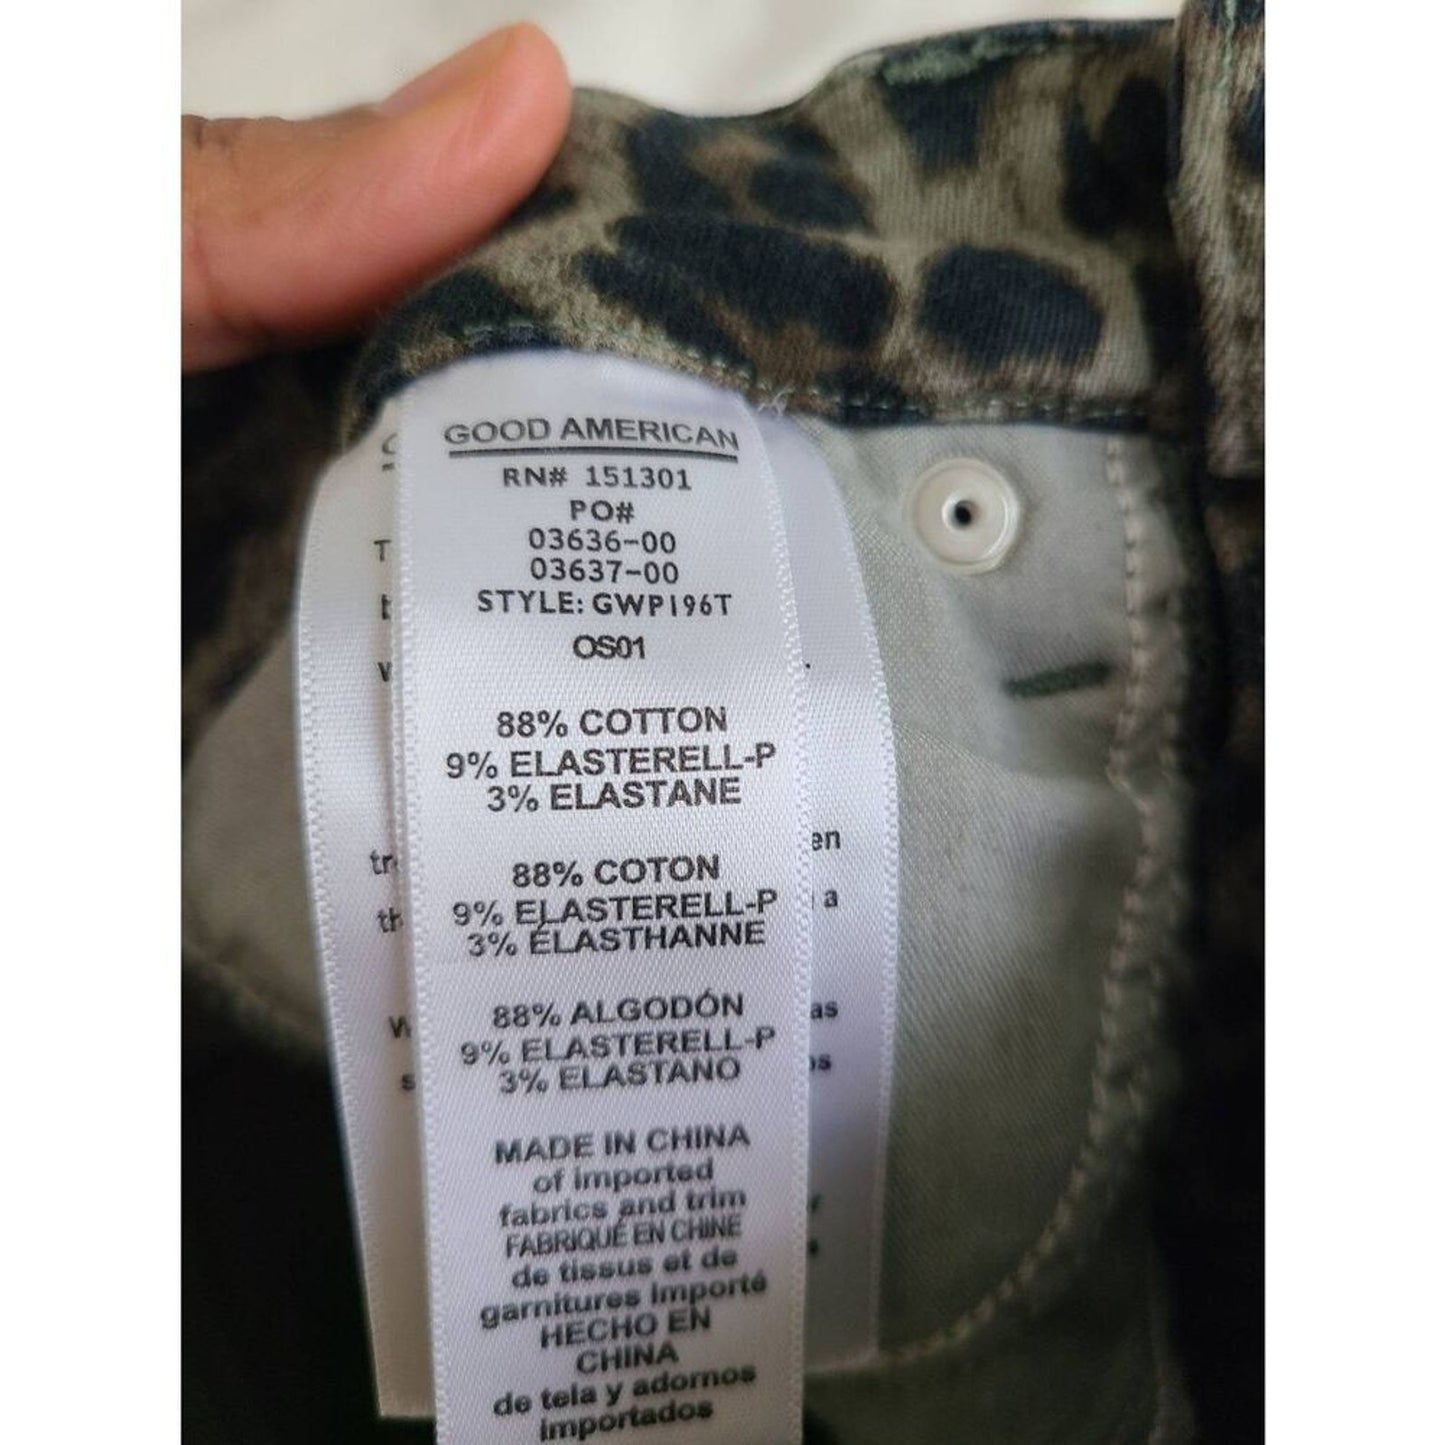 GOOD AMERICAN
RN# 151301
PO#
03636-00
03637-00
STYLE: GWP196T
OS01
88% COTTON
9% ELASTERELL-P
3% ELASTANE
88% COTON
9% ELASTERELL-P
3% ÉLASTHANNE
88% ALGODÓN
9% ELASTERELL-P
3% ELASTANO
MADE IN CHINA
of imported
fabrics and trim
FABRIQUÉ EN CHINE
de tissus et de
garnitures importé
HECHO EN
CHINA
de tela y adornos
importados